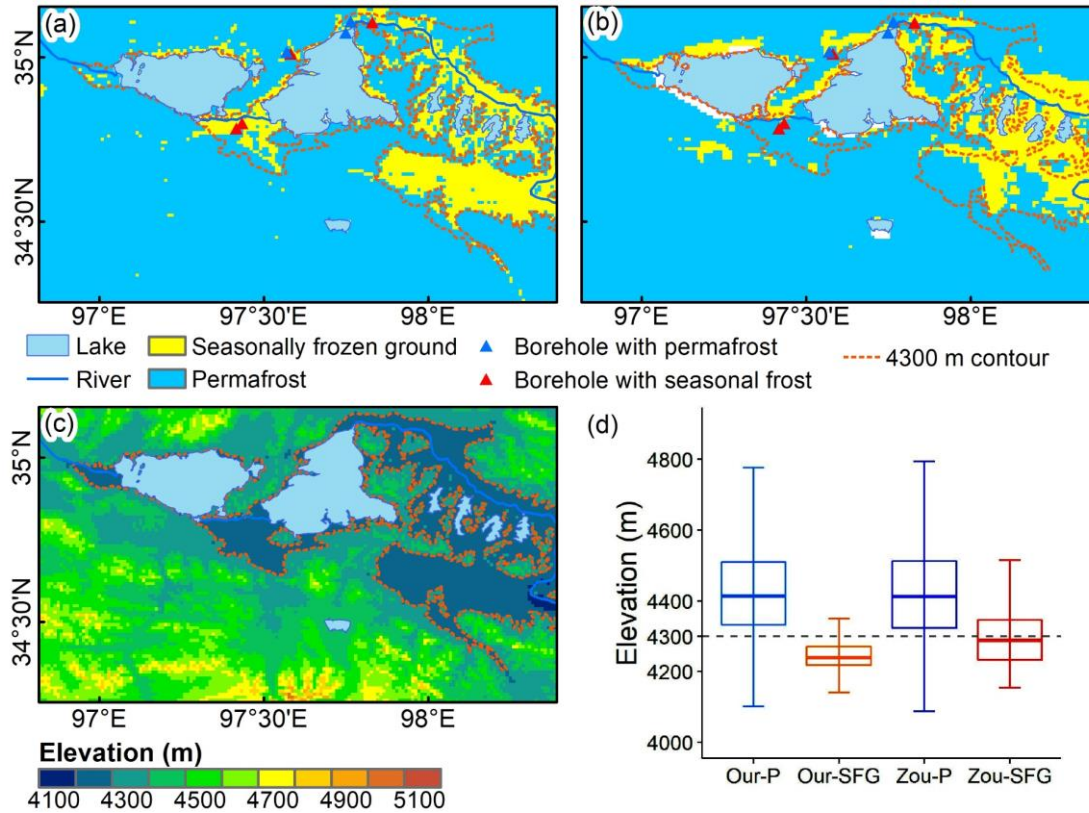 (a)
(b)
35°N
34°30'N
97°E
97°30'E
98°E
97°E
97°30'E
98°E
Lake
Seasonally frozen ground
Borehole with permafrost
4300 m contour
River
Permafrost
Borehole with seasonal frost
(c)
(d)
35°N
34°30'N
97°E
97°30'E
98°E
Elevation (m)
4100 4300 4500 4700 4900 5100
Elevation (m)
4800
4600
4400
4300
4200
4000
Our-P
Our-SFG
Zou-P
Zou-SFG